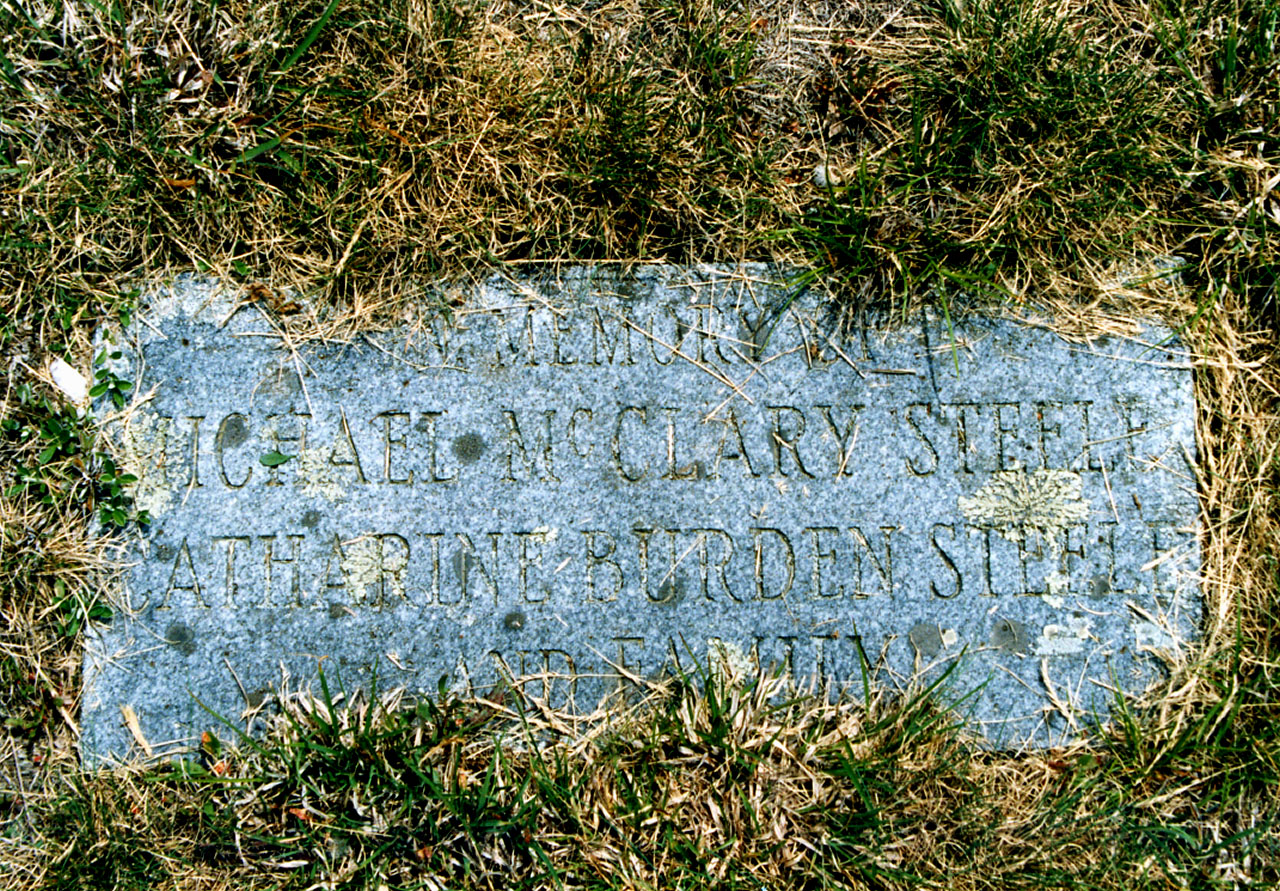 IN MEMORY OF
MICHAEL McCLARY STEELE
CATHARINE BURDEN STEELE
AND FAMILY